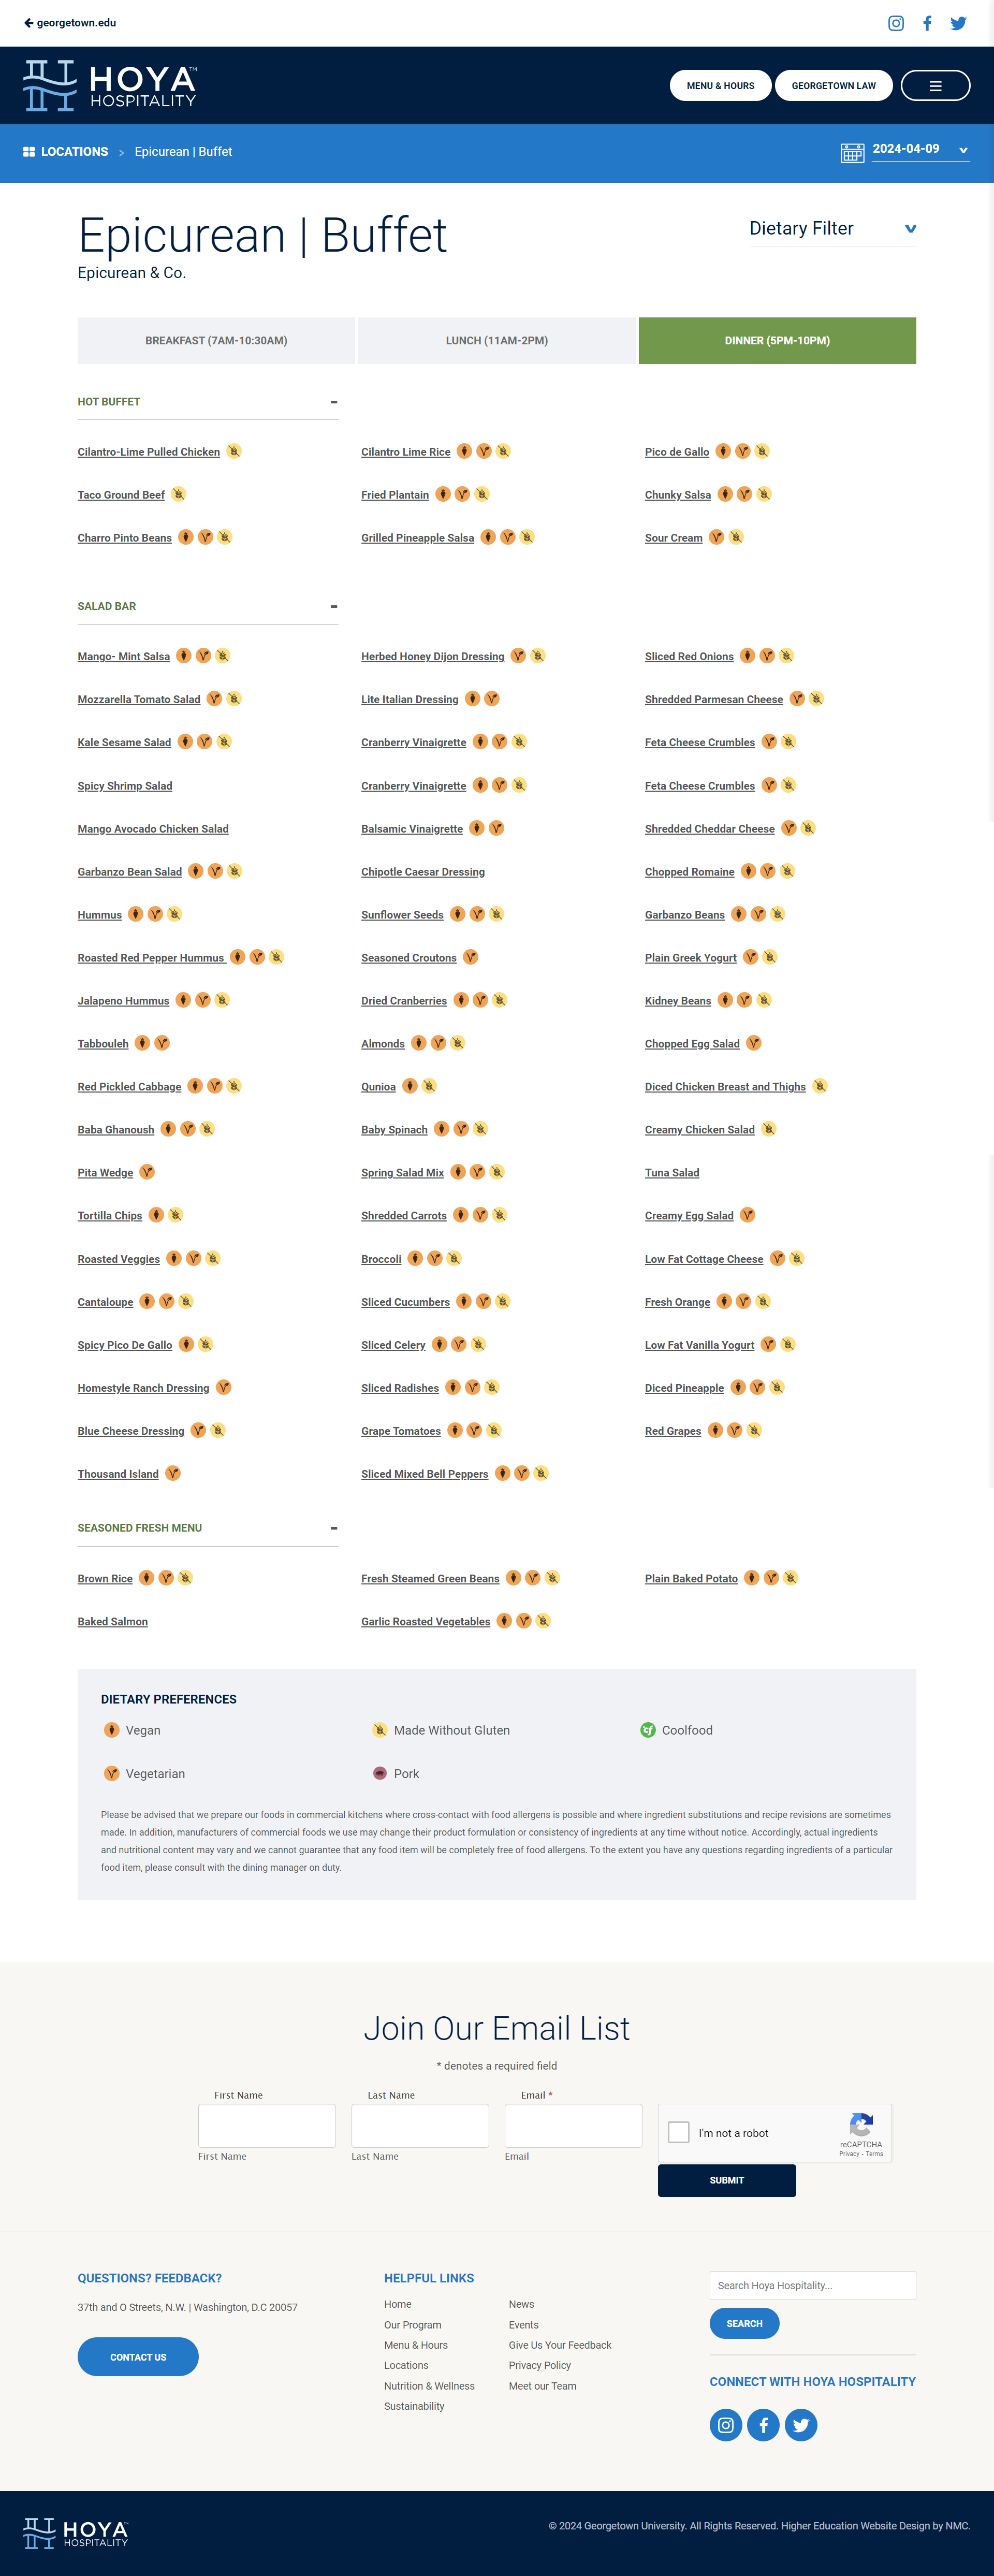 georgetown.edu
HOYA™
HOSPITALITY
MENU & HOURS
GEORGETOWN LAW
LOCATIONS > Epicurean | Buffet
2024-04-09
Epicurean | Buffet
Dietary Filter
Epicurean & Co.
BREAKFAST (7AM-10:30AM)
LUNCH (11AM-2PM)
DINNER (5PM-10PM)
HOT BUFFET
Cilantro-Lime Pulled Chicken
Cilantro Lime Rice
Pico de Gallo
Taco Ground Beef
Fried Plantain
Chunky Salsa
Charro Pinto Beans
Grilled Pineapple Salsa
Sour Cream
SALAD BAR
Mango- Mint Salsa
Herbed Honey Dijon Dressing
Sliced Red Onions
Mozzarella Tomato Salad
Lite Italian Dressing
Shredded Parmesan Cheese
Kale Sesame Salad
Cranberry Vinaigrette
Feta Cheese Crumbles
Spicy Shrimp Salad
Cranberry Vinaigrette
Feta Cheese Crumbles
Mango Avocado Chicken Salad
Balsamic Vinaigrette
Shredded Cheddar Cheese
Garbanzo Bean Salad
Chipotle Caesar Dressing
Chopped Romaine
Hummus
Sunflower Seeds
Garbanzo Beans
Roasted Red Pepper Hummus
Seasoned Croutons
Plain Greek Yogurt
Jalapeno Hummus
Dried Cranberries
Kidney Beans
Tabbouleh
Almonds
Chopped Egg Salad
Red Pickled Cabbage
Qunioa
Diced Chicken Breast and Thighs
Baba Ghanoush
Baby Spinach
Creamy Chicken Salad
Pita Wedge
Spring Salad Mix
Tuna Salad
Tortilla Chips
Shredded Carrots
Creamy Egg Salad
Roasted Veggies
Broccoli
Low Fat Cottage Cheese
Cantaloupe
Sliced Cucumbers
Fresh Orange
Spicy Pico De Gallo
Sliced Celery
Low Fat Vanilla Yogurt
Homestyle Ranch Dressing
Sliced Radishes
Diced Pineapple
Blue Cheese Dressing
Grape Tomatoes
Red Grapes
Thousand Island
Sliced Mixed Bell Peppers
SEASONED FRESH MENU
Brown Rice
Fresh Steamed Green Beans
Plain Baked Potato
Baked Salmon
Garlic Roasted Vegetables
DIETARY PREFERENCES
Vegan
Made Without Gluten
Coolfood
Vegetarian
Pork
Please be advised that we prepare our foods in commercial kitchens where cross-contact with food allergens is possible and where ingredient substitutions and recipe revisions are sometimes
made. In addition, manufacturers of commercial foods we use may change their product formulation or consistency of ingredients at any time without notice. Accordingly, actual ingredients
and nutritional content may vary and we cannot guarantee that any food item will be completely free of food allergens. To the extent you have any questions regarding ingredients of a particular
food item, please consult with the dining manager on duty.
Join Our Email List
* denotes a required field
First Name
Last Name
Email *
First Name
Last Name
Email
I'm not a robot
reCAPTCHA
Privacy - Terms
SUBMIT
QUESTIONS? FEEDBACK?
37th and O Streets, N.W. | Washington, D.C 20057
CONTACT US
HELPFUL LINKS
Home
Our Program
Menu & Hours
Locations
Nutrition & Wellness
Sustainability
News
Events
Give Us Your Feedback
Privacy Policy
Meet our Team
Search Hoya Hospitality...
SEARCH
CONNECT WITH HOYA HOSPITALITY
HOYA
HOSPITALITY
© 2024 Georgetown University. All Rights Reserved. Higher Education Website Design by NMC.